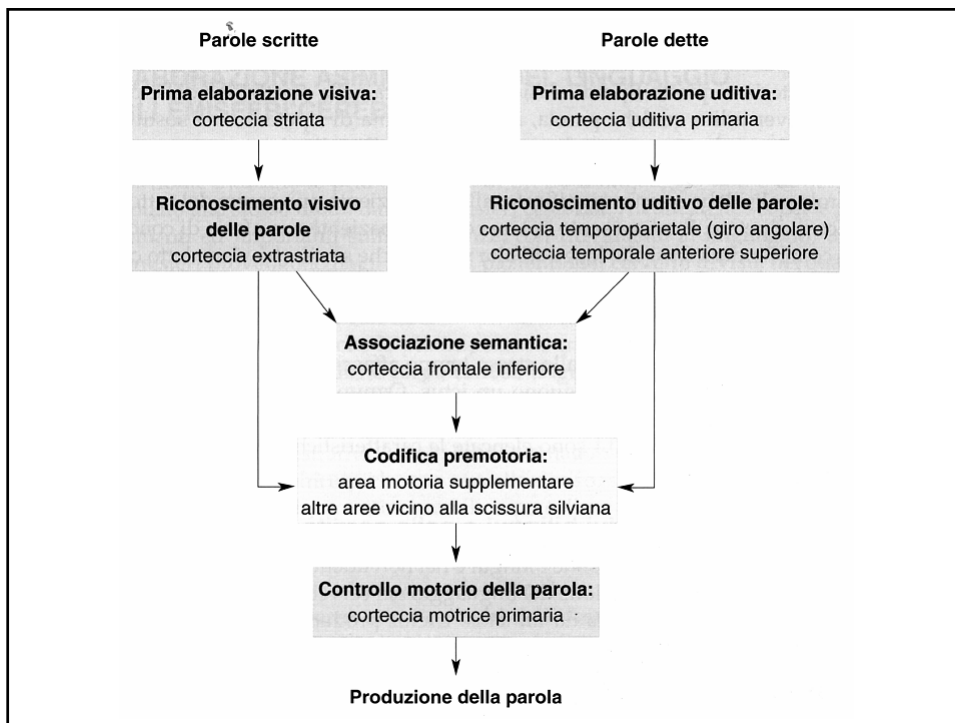 Parole scritte
Parole dette
Prima elaborazione visiva:
corteccia striata
Prima elaborazione uditiva:
corteccia uditiva primaria
Riconoscimento visivo
delle parole
corteccia extrastriata
Riconoscimento uditivo delle parole:
corteccia temporoparietale (giro angolare)
corteccia temporale anteriore superiore
Associazione semantica:
corteccia frontale inferiore
Codifica premotoria:
area motoria supplementare
altre aree vicino alla scissura silviana
Controllo motorio della parola:
corteccia motrice primaria
Produzione della parola